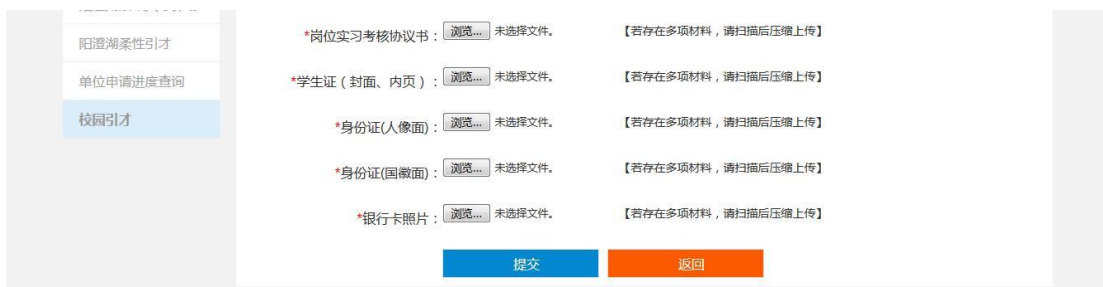 阳澄湖柔性引才
单位申请进度查询
校园引才
*岗位实习考核协议书： 浏览... 未选择文件。 【若存在多项材料，请扫描后压缩上传】
*学生证（封面、内页）： 浏览... 未选择文件。 【若存在多项材料，请扫描后压缩上传】
*身份证(人像面)： 浏览... 未选择文件。 【若存在多项材料，请扫描后压缩上传】
*身份证(国徽面)： 浏览... 未选择文件。 【若存在多项材料，请扫描后压缩上传】
*银行卡照片： 浏览... 未选择文件。 【若存在多项材料，请扫描后压缩上传】
提交 返回